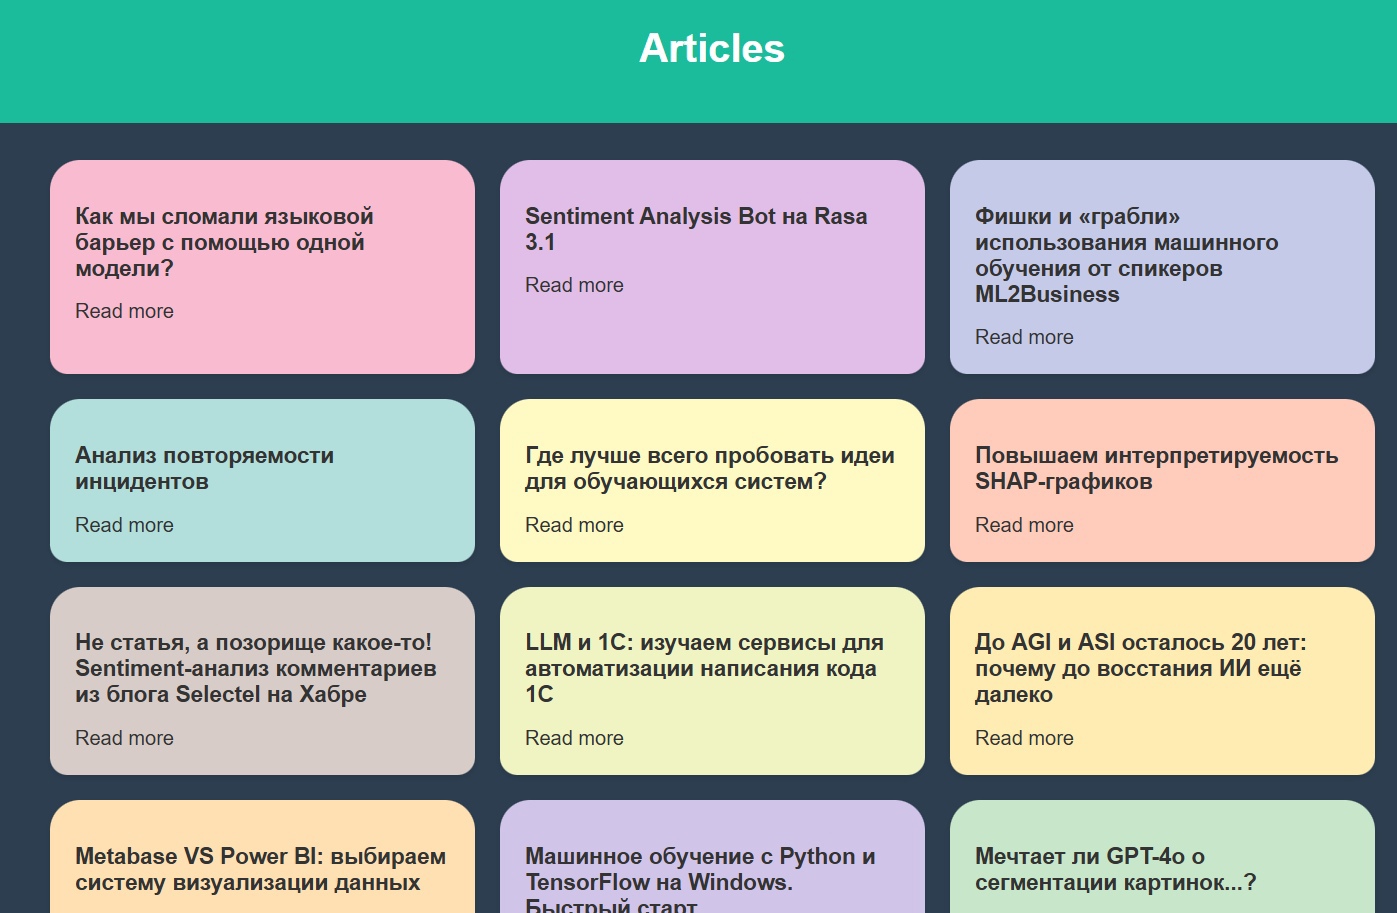 Articles
Как мы сломали языковой
барьер с помощью одной
модели?
Read more
Sentiment Analysis Bot на Rasa
3.1
Read more
Фишки и «грабли»
использования машинного
обучения от спикеров
ML2Business
Read more
Анализ повторяемости
инцидентов
Read more
Где лучше всего пробовать идеи
для обучающихся систем?
Read more
Повышаем интерпретируемость
SHAP-графиков
Read more
Не статья, а позорище какое-то!
Sentiment-анализ комментариев
из блога Selectel на Хабре
Read more
LLM и 1С: изучаем сервисы для
автоматизации написания кода
1С
Read more
До AGI и ASI осталось 20 лет:
почему до восстания ИИ ещё
далеко
Read more
Metabase VS Power BI: выбираем
систему визуализации данных
Машинное обучение с Python и
TensorFlow на Windows.
Быстрый старт
Мечтает ли GPT-4o о
сегментации картинок...?